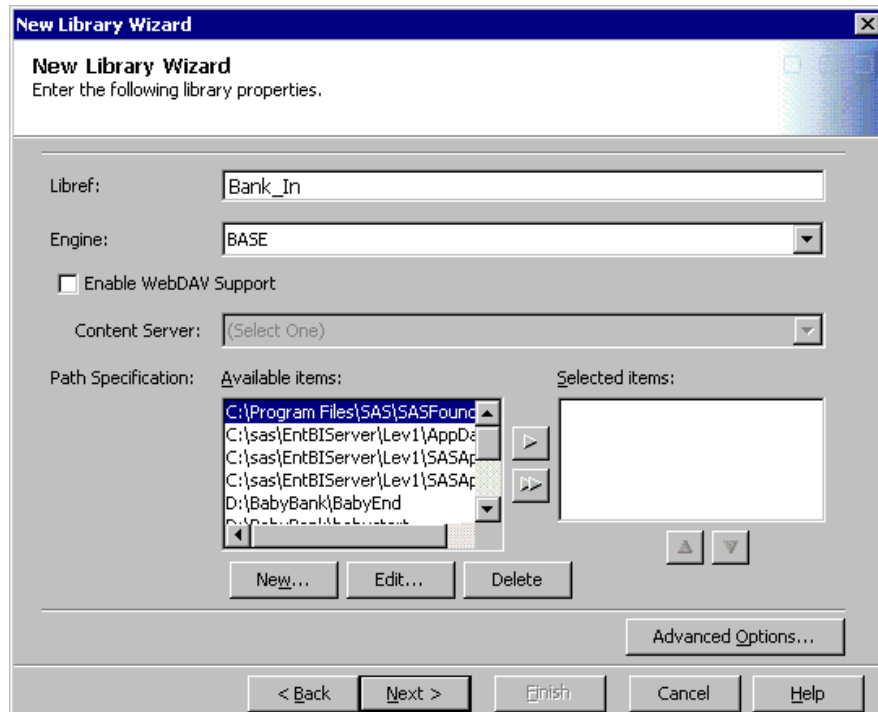 New Library Wizard
New Library Wizard
Enter the following library properties.
Libref: Bank_In
Engine: BASE
Enable WebDAV Support
Content Server: (Select One)
Path Specification: Available items: Selected items:
C:\Program Files\SAS\SASFound
C:\sas\EntBIServer\Lev1\AppDa
C:\sas\EntBIServer\Lev1\SASAp
C:\sas\EntBIServer\Lev1\SASAp
D:\BabyBank\BabyEnd
New... Edit... Delete
Advanced Options...
< Back Next > Finish Cancel Help